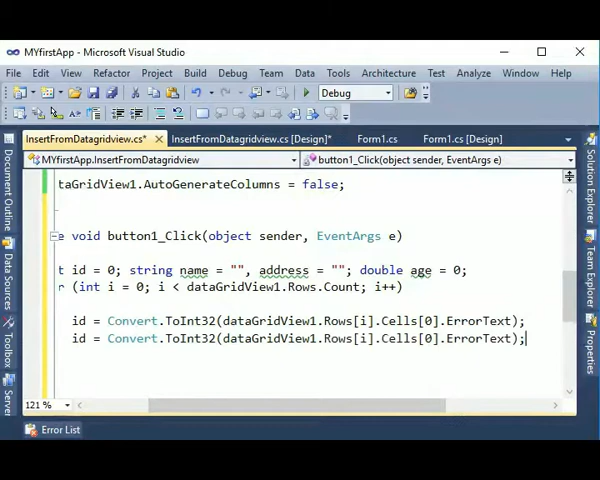 MYfirstApp - Microsoft Visual Studio
File Edit View Refactor Project Build Debug Team Data Tools Architecture Test Analyze Window Help
Debug
InsertFromDatagridview.cs* InsertFromDatagridview.cs [Design]* Form1.cs Form1.cs [Design]
MYfirstApp.InsertFromDatagridview button1_Click(object sender, EventArgs e)
taGridView1.AutoGenerateColumns = false;
e void button1_Click(object sender, EventArgs e)
t id = 0; string name = "", address = ""; double age = 0;
r (int i = 0; i < dataGridView1.Rows.Count; i++)
id = Convert.ToInt32(dataGridView1.Rows[i].Cells[0].ErrorText);
id = Convert.ToInt32(dataGridView1.Rows[i].Cells[0].ErrorText);
121 %
Error List
Document Outline
Data Sources
Toolbox
Server
Solution Explorer
Properties